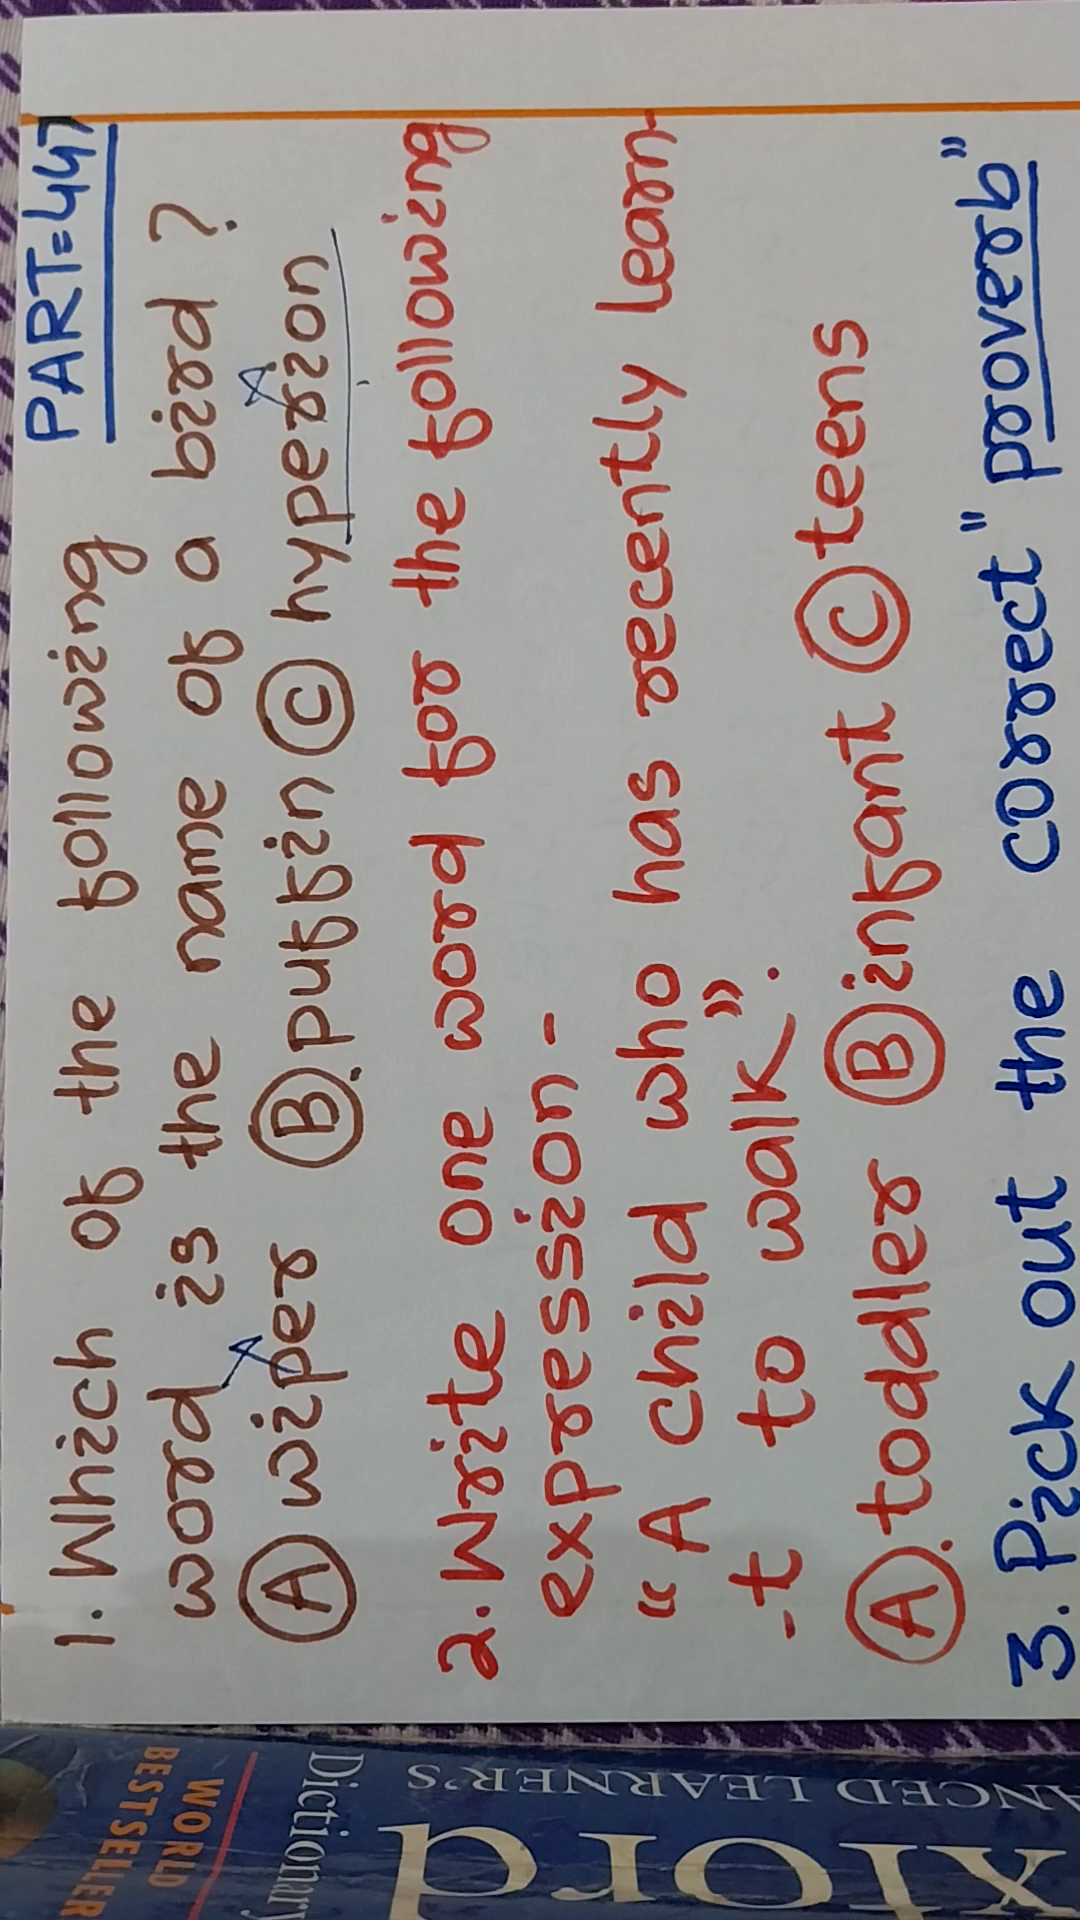 PART=447
1. Which of the following
word is the name of a bird ?
A wiper B. puffin C hyperion
2. Write one word for the following
expression -
“ A child who has recently learn-
-t to walk”.
A. toddler B infant C teens
3. Pick out the correct " proverb"
WORLD
BESTSELLER
Dictionary
ANCED LEARNER'S
xford